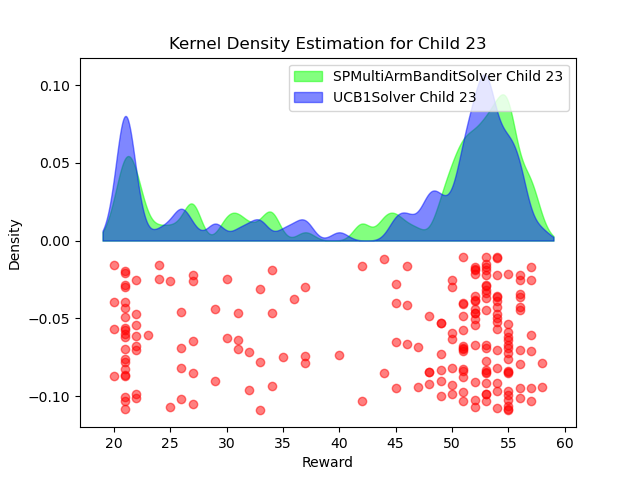 Kernel Density Estimation for Child 23
SPMultiArmBanditSolver Child 23
UCB1Solver Child 23
0.10
0.05
0.00
−0.05
−0.10
Density
20 25 30 35 40 45 50 55 60
Reward